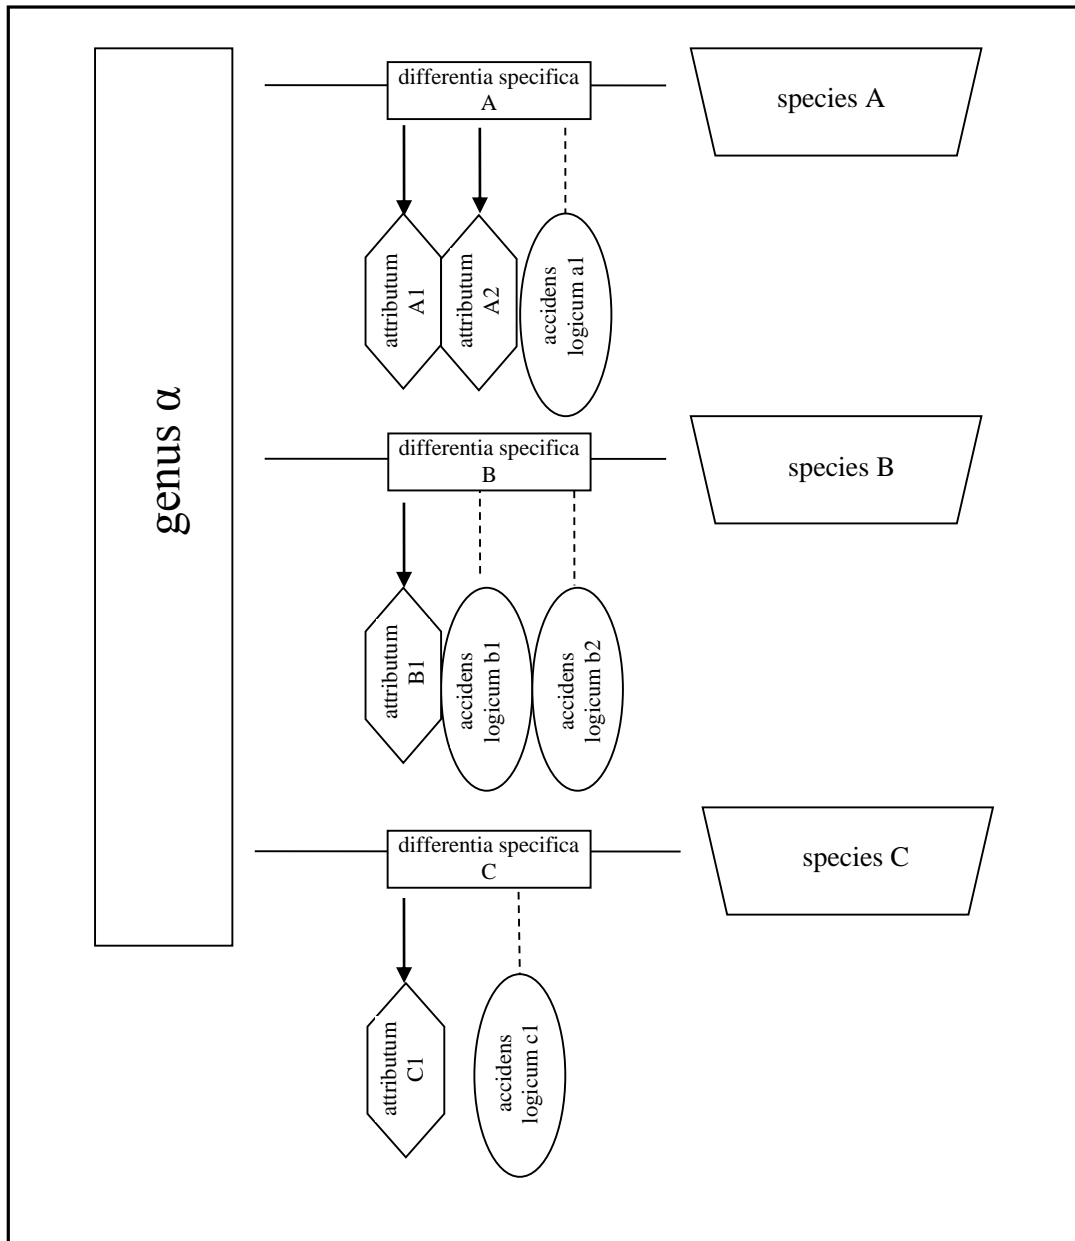 genus α
differentia specifica
A
species A
attributum
A1
attributum
A2
accidens
logicum a1
differentia specifica
B
species B
attributum
B1
accidens
logicum b1
accidens
logicum b2
differentia specifica
C
species C
attributum
C1
accidens
logicum c1